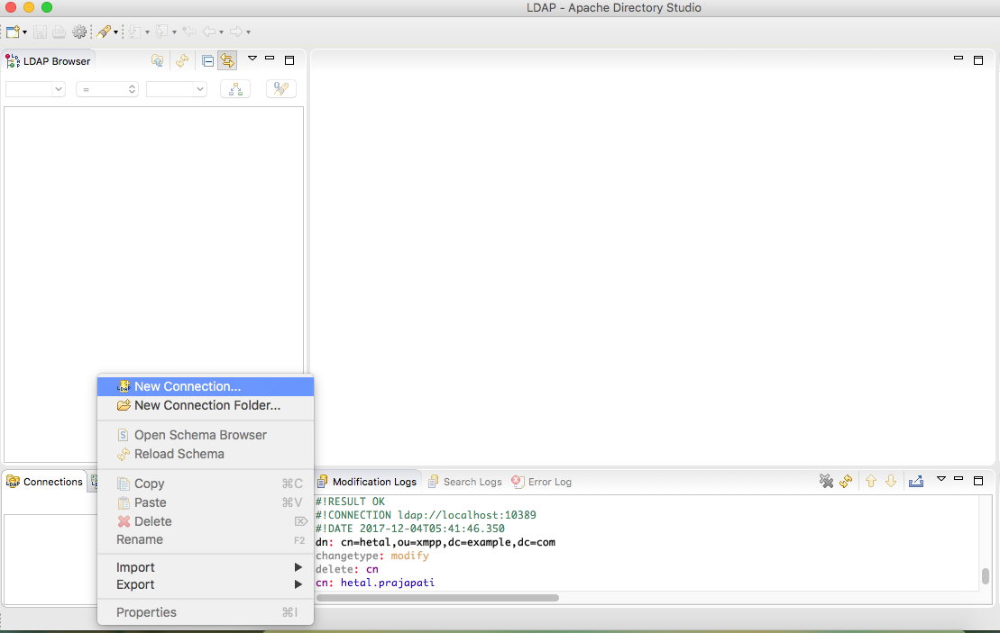 LDAP - Apache Directory Studio
LDAP Browser
=
New Connection...
New Connection Folder...
Open Schema Browser
Reload Schema
Copy ⌘C
Paste ⌘V
Delete ⌦
Rename F2
Import
Export
Properties ⌘I
Connections
Modification Logs
Search Logs
Error Log
#!RESULT OK
#!CONNECTION ldap://localhost:10389
#!DATE 2017-12-04T05:41:46.350
dn: cn=hetal,ou=xmpp,dc=example,dc=com
changetype: modify
delete: cn
cn: hetal.prajapati